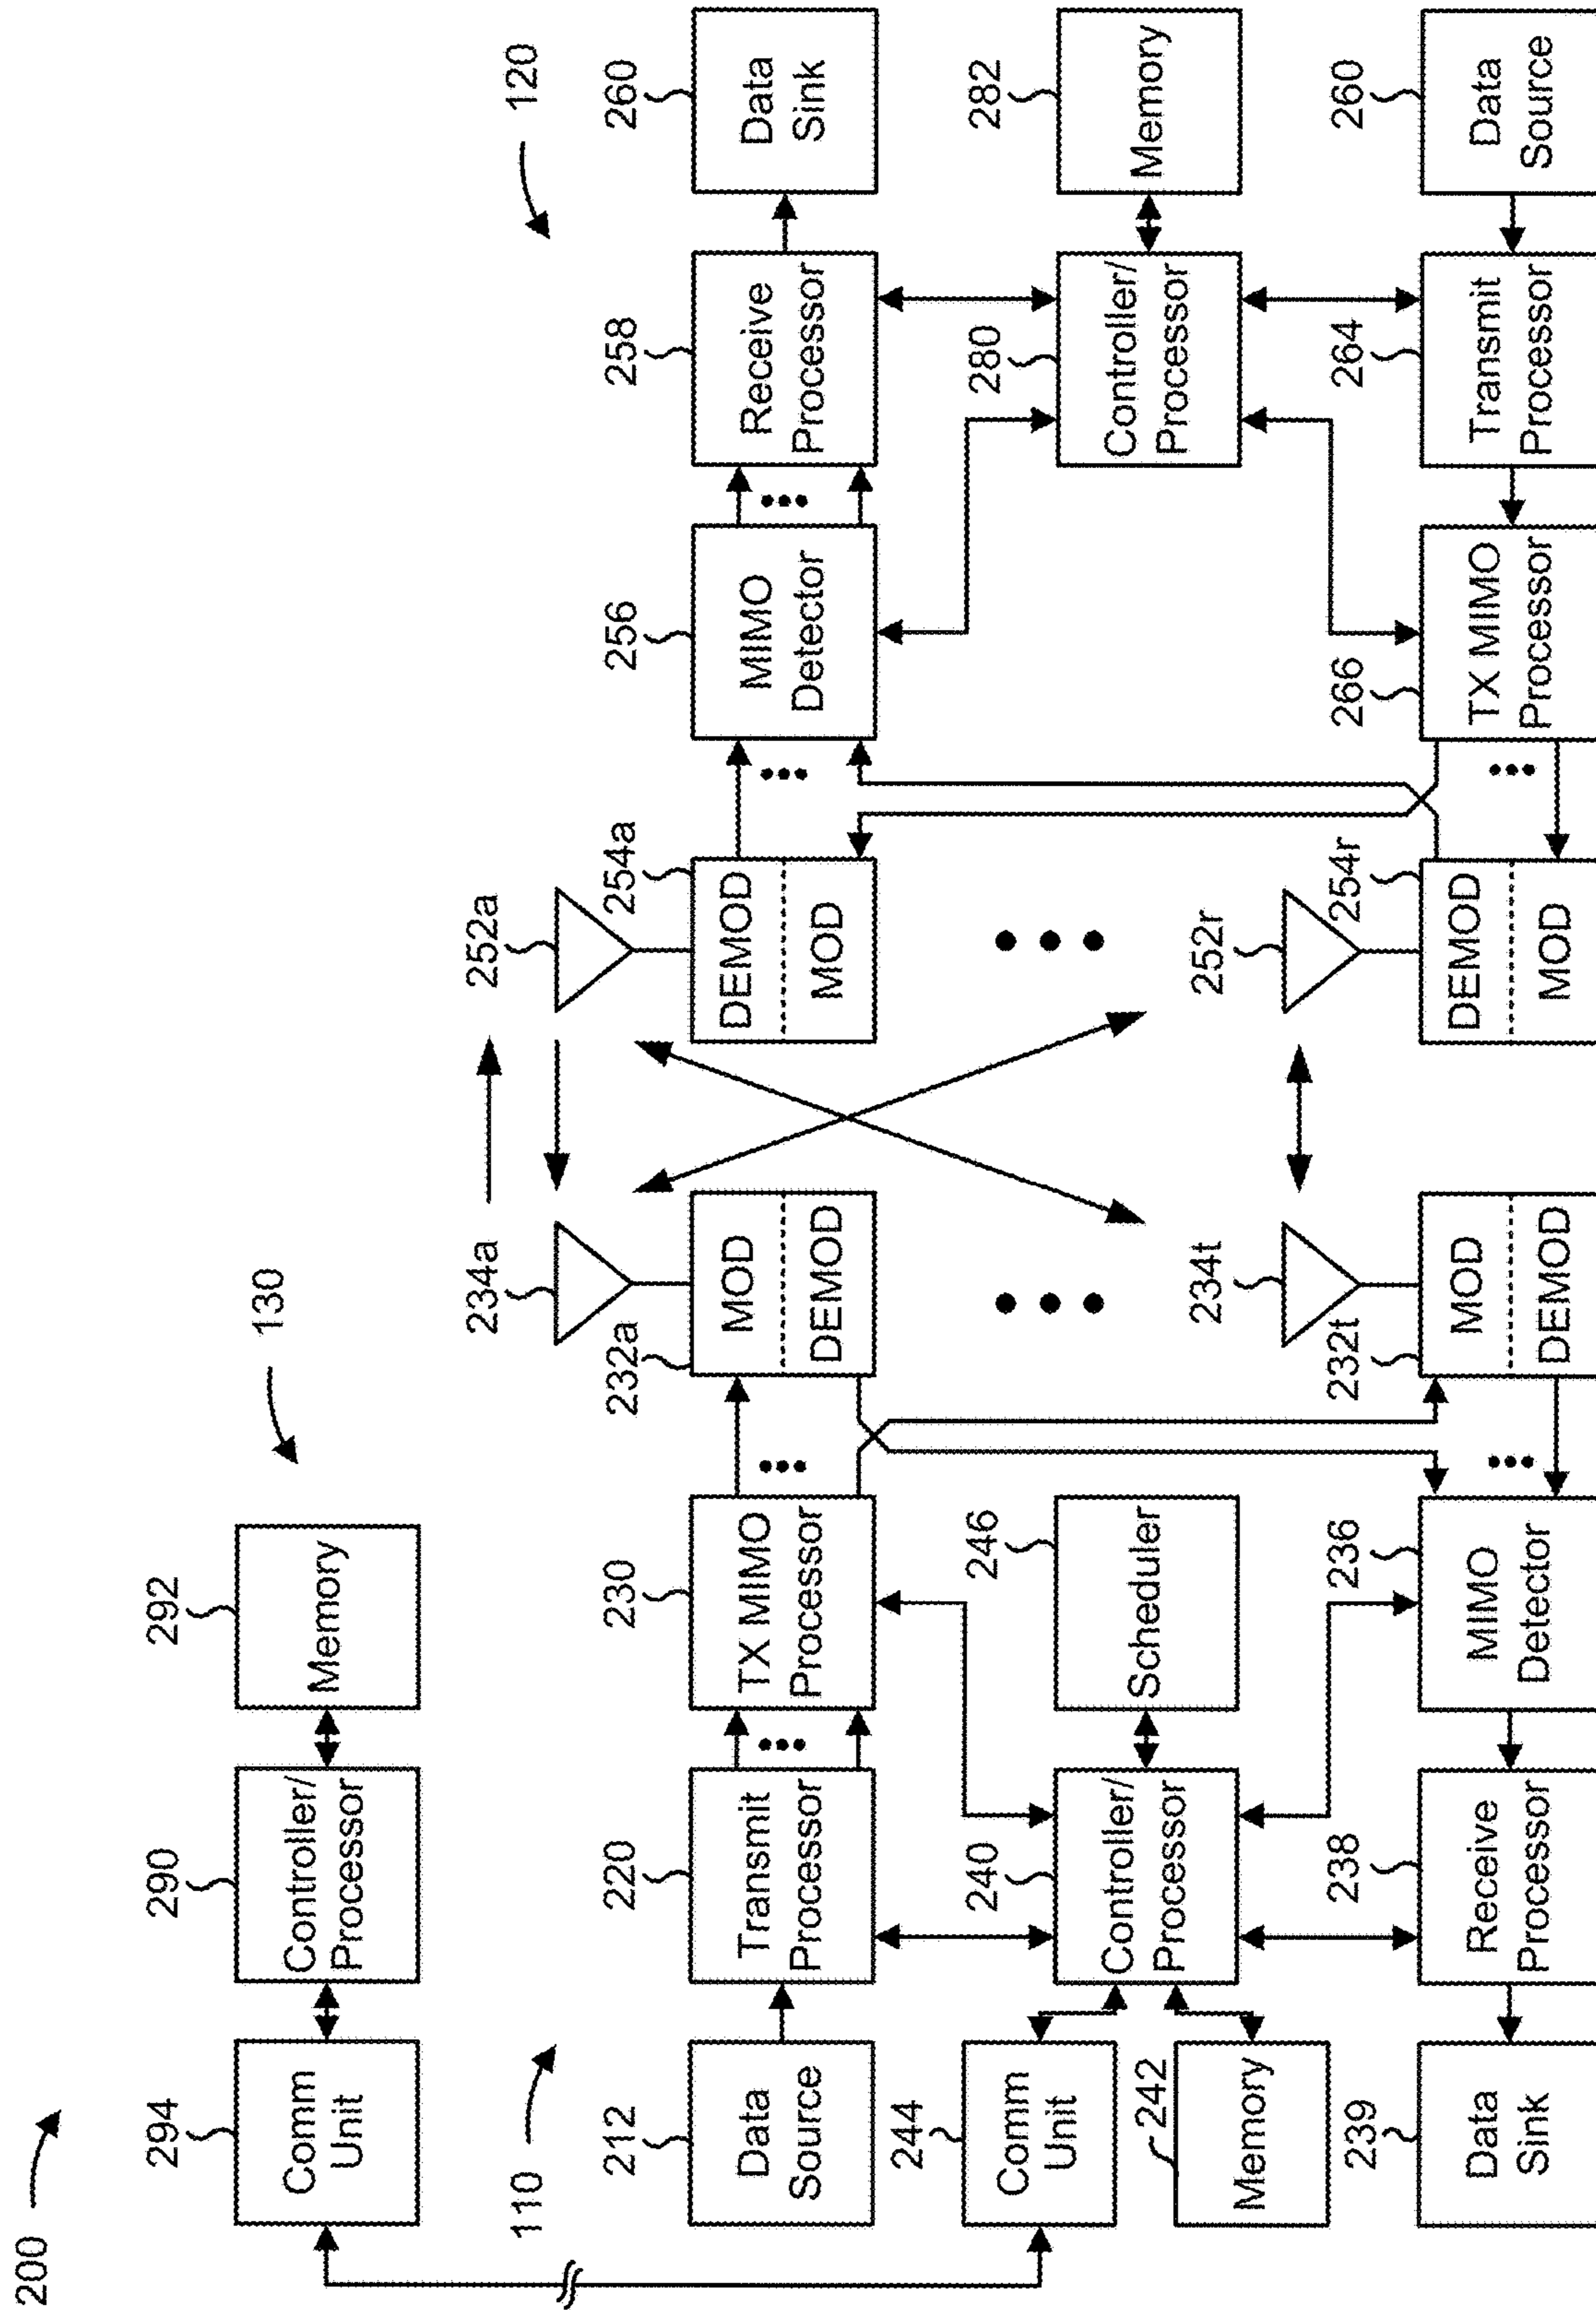 200
130
294
290
292
Comm
Unit
Controller/
Processor
Memory
110
120
212
220
230
232a
234a
252a
254a
256
258
260
Data
Source
Transmit
Processor
TX MIMO
Processor
MOD
DEMOD
DEMOD
MOD
MIMO
Detector
Receive
Processor
Data
Sink
244
Comm
Unit
242
Memory
240
Controller/
Processor
246
Scheduler
280
Controller/
Processor
282
Memory
239
238
236
232t
234t
252r
254r
266
264
260
Data
Sink
Receive
Processor
MIMO
Detector
MOD
DEMOD
DEMOD
MOD
TX MIMO
Processor
Transmit
Processor
Data
Source